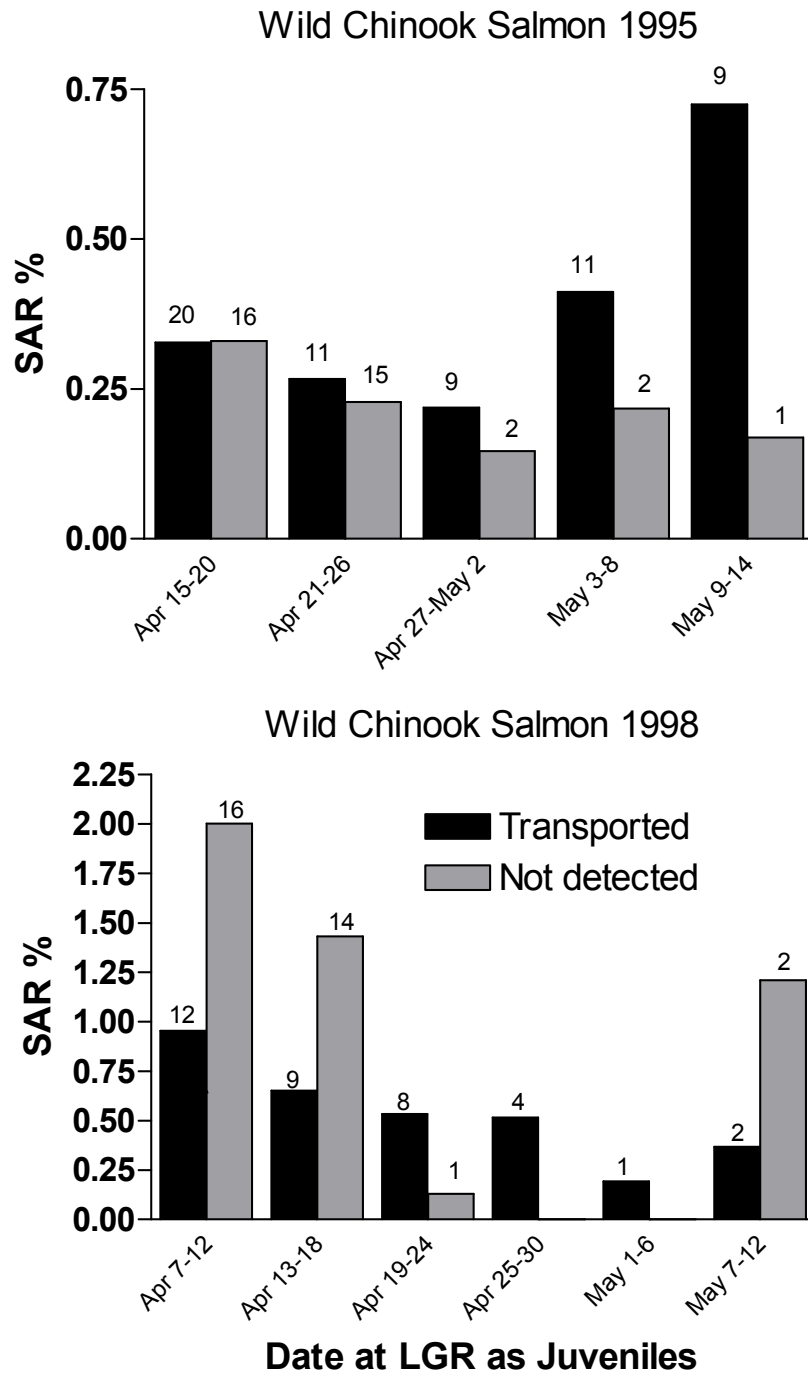 Wild Chinook Salmon 1995
SAR %
0.75
0.50
0.25
0.00
20
16
11
15
9
2
11
2
9
1
Apr 15-20
Apr 21-26
Apr 27-May 2
May 3-8
May 9-14
Wild Chinook Salmon 1998
SAR %
2.25
2.00
1.75
1.50
1.25
1.00
0.75
0.50
0.25
0.00
Transported
Not detected
12
16
9
14
8
1
4
1
2
2
Apr 7-12
Apr 13-18
Apr 19-24
Apr 25-30
May 1-6
May 7-12
Date at LGR as Juveniles